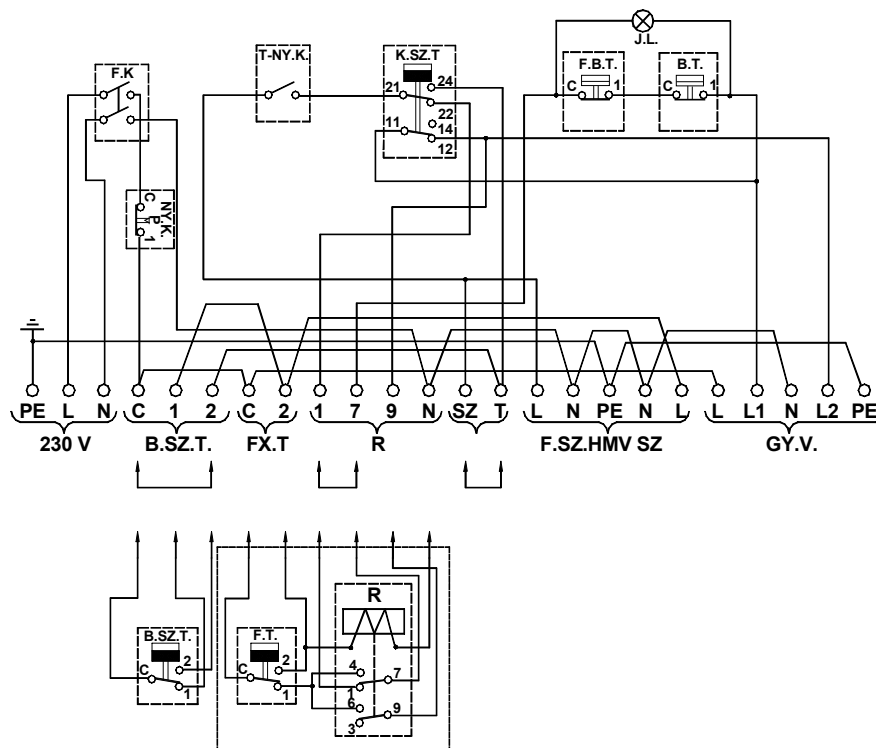 J.L.
F.K
T-NY.K.
K.SZ.T
F.B.T.
B.T.
21
24
C
1
C
1
22
11
14
12
C
NY.K.
P
1
PE
L
N
C
1
2
C
2
1
7
9
N
SZ
T
L
N
PE
N
L
L
L1
N
L2
PE
230 V
B.SZ.T.
FX.T
R
F.SZ.HMV SZ
GY.V.
R
B.SZ.T.
F.T.
C
2
1
C
2
1
4
7
1
6
9
3